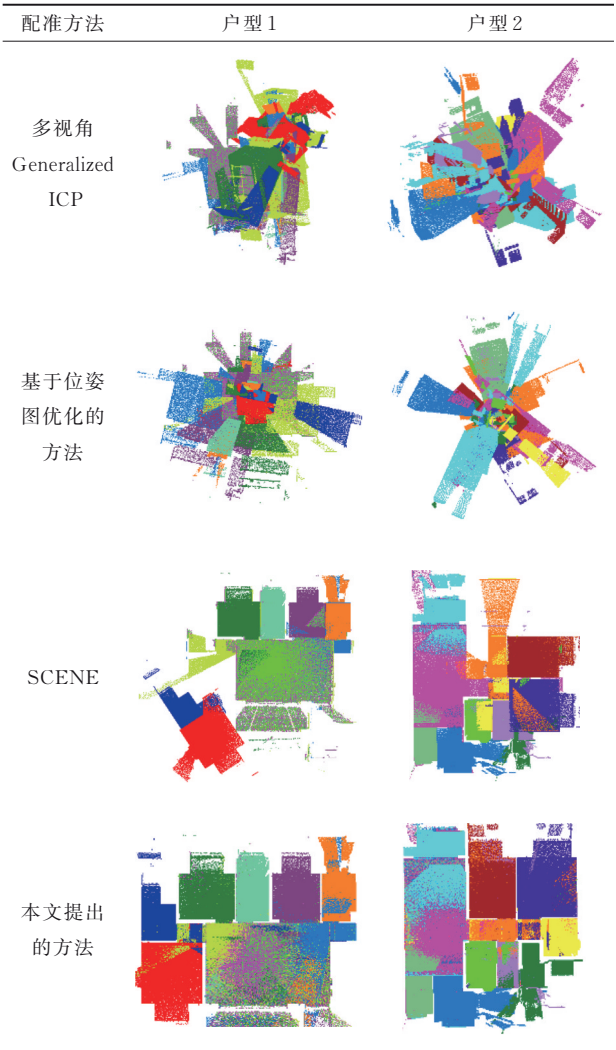 配准方法 户型1 户型2
多视角
Generalized
ICP
基于位姿
图优化的
方法
SCENE
本文提出
的方法